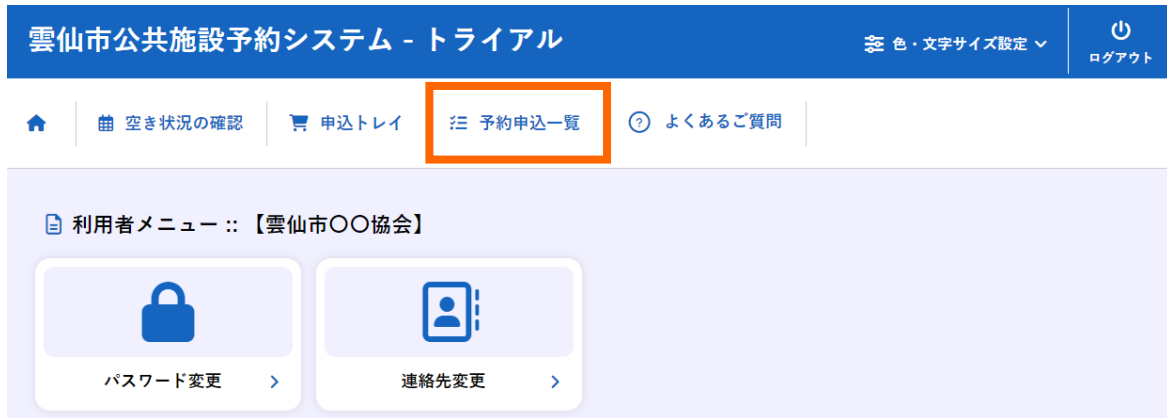 雲仙市公共施設予約システム - トライアル
色・文字サイズ設定
ログアウト
空き状況の確認
申込トレイ
予約申込一覧
? よくあるご質問
利用者メニュー :: 【雲仙市〇〇協会】
パスワード変更
連絡先変更